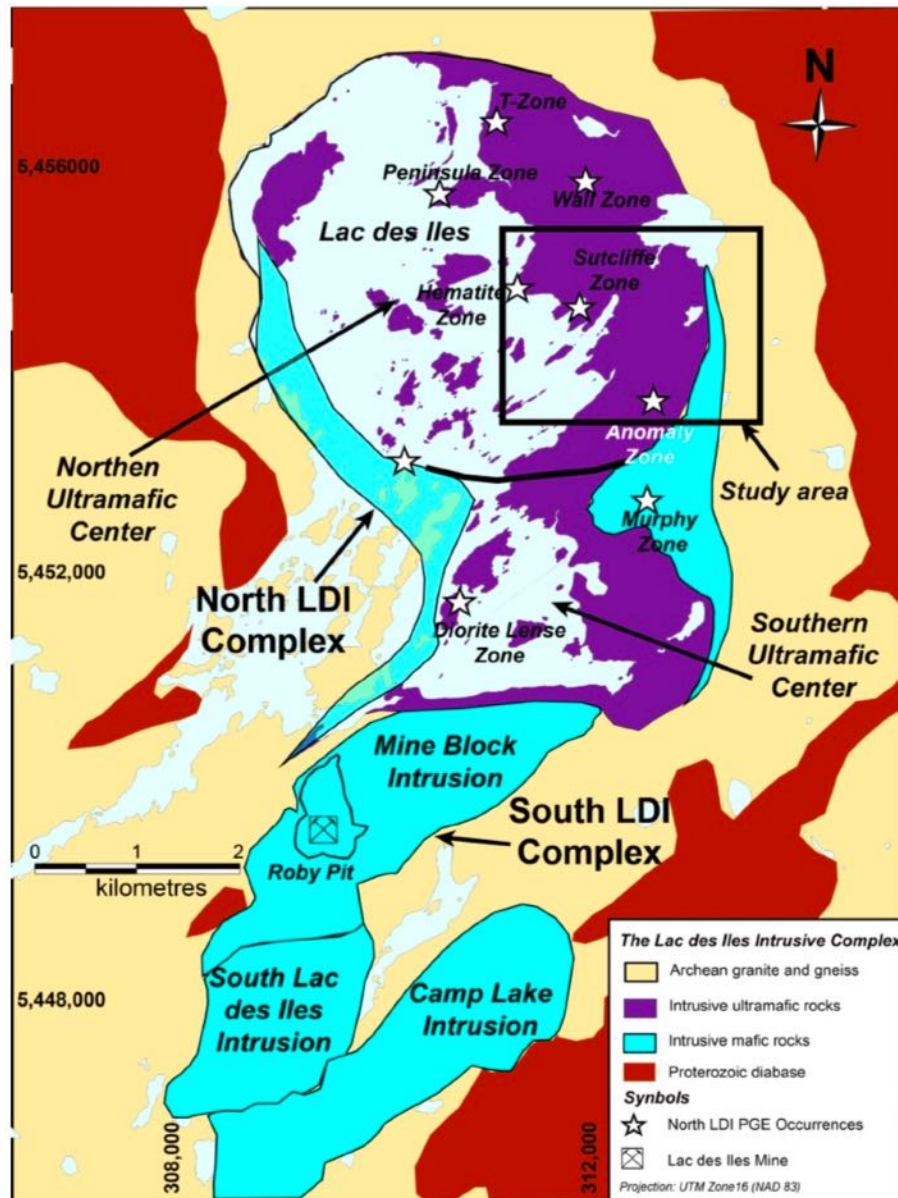 N
T-Zone
5,456000
Peninsula Zone
Wall Zone
Lac des Iles
Sutcliffe
Zone
Hematite
Zone
Anomaly
Zone
Northen
Ultramafic
Center
Study area
Murphy
Zone
5,452,000
North LDI
Complex
Diorite Lense
Zone
Southern
Ultramafic
Center
Mine Block
Intrusion
South LDI
Complex
0 1 2
kilometres
Roby Pit
South Lac
des Iles
Intrusion
Camp Lake
Intrusion
5,448,000
308,000
312,000
The Lac des Iles Intrusive Complex
Archean granite and gneiss
Intrusive ultramafic rocks
Intrusive mafic rocks
Proterozoic diabase
Symbols
North LDI PGE Occurrences
Lac des Iles Mine
Projection: UTM Zone16 (NAD 83)